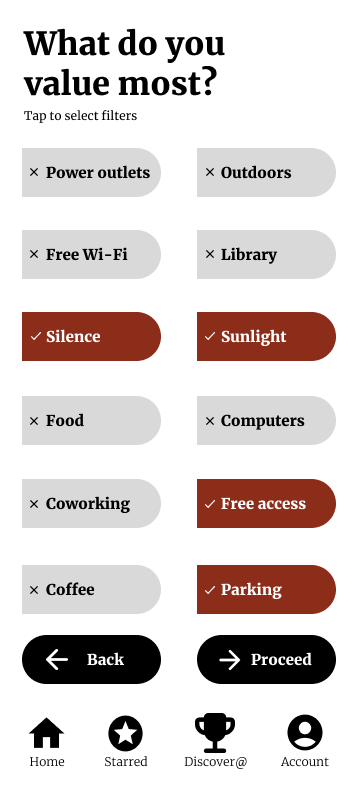 What do you
value most?
Tap to select filters
Power outlets
Outdoors
Free Wi-Fi
Library
Silence
Sunlight
Food
Computers
Coworking
Free access
Coffee
Parking
Back
Proceed
Home
Starred
Discover@
Account